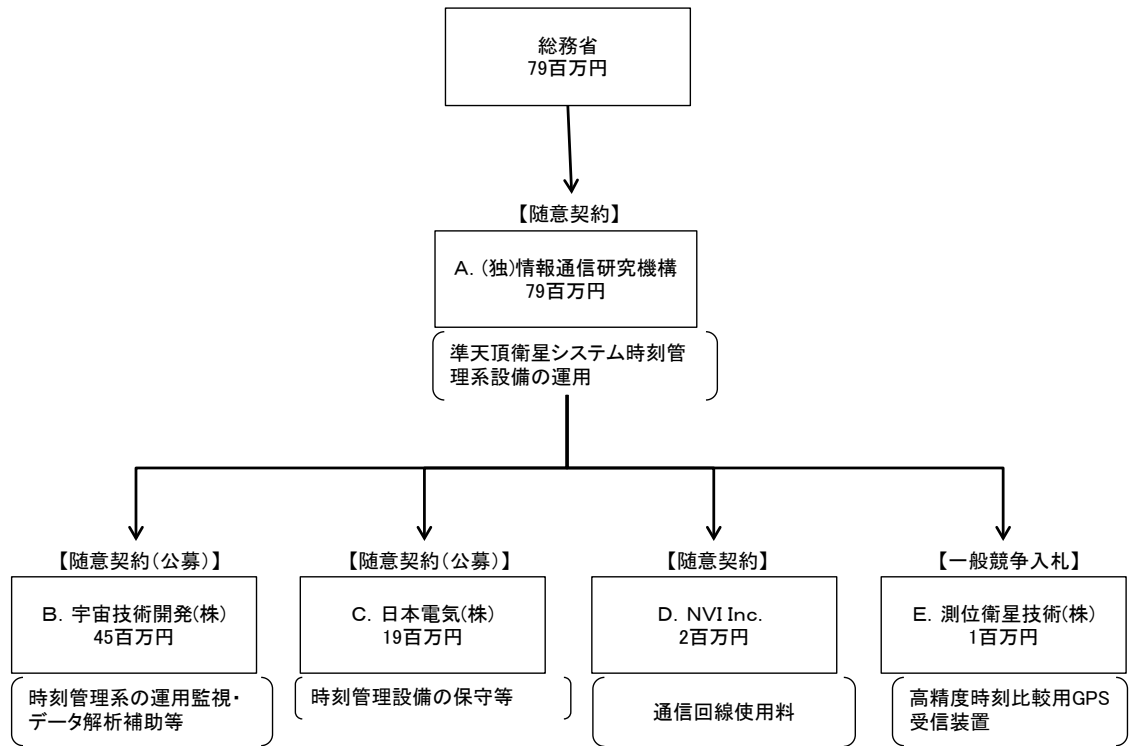 総務省
79百万円
【随意契約】
A. (独)情報通信研究機構
79百万円
準天頂衛星システム時刻管
理系設備の運用
【随意契約(公募)】
B. 宇宙技術開発(株)
45百万円
時刻管理系の運用監視・
データ解析補助等
【随意契約(公募)】
C. 日本電気(株)
19百万円
時刻管理設備の保守等
【随意契約】
D. NVI Inc.
2百万円
通信回線使用料
【一般競争入札】
E. 測位衛星技術(株)
1百万円
高精度時刻比較用GPS
受信装置